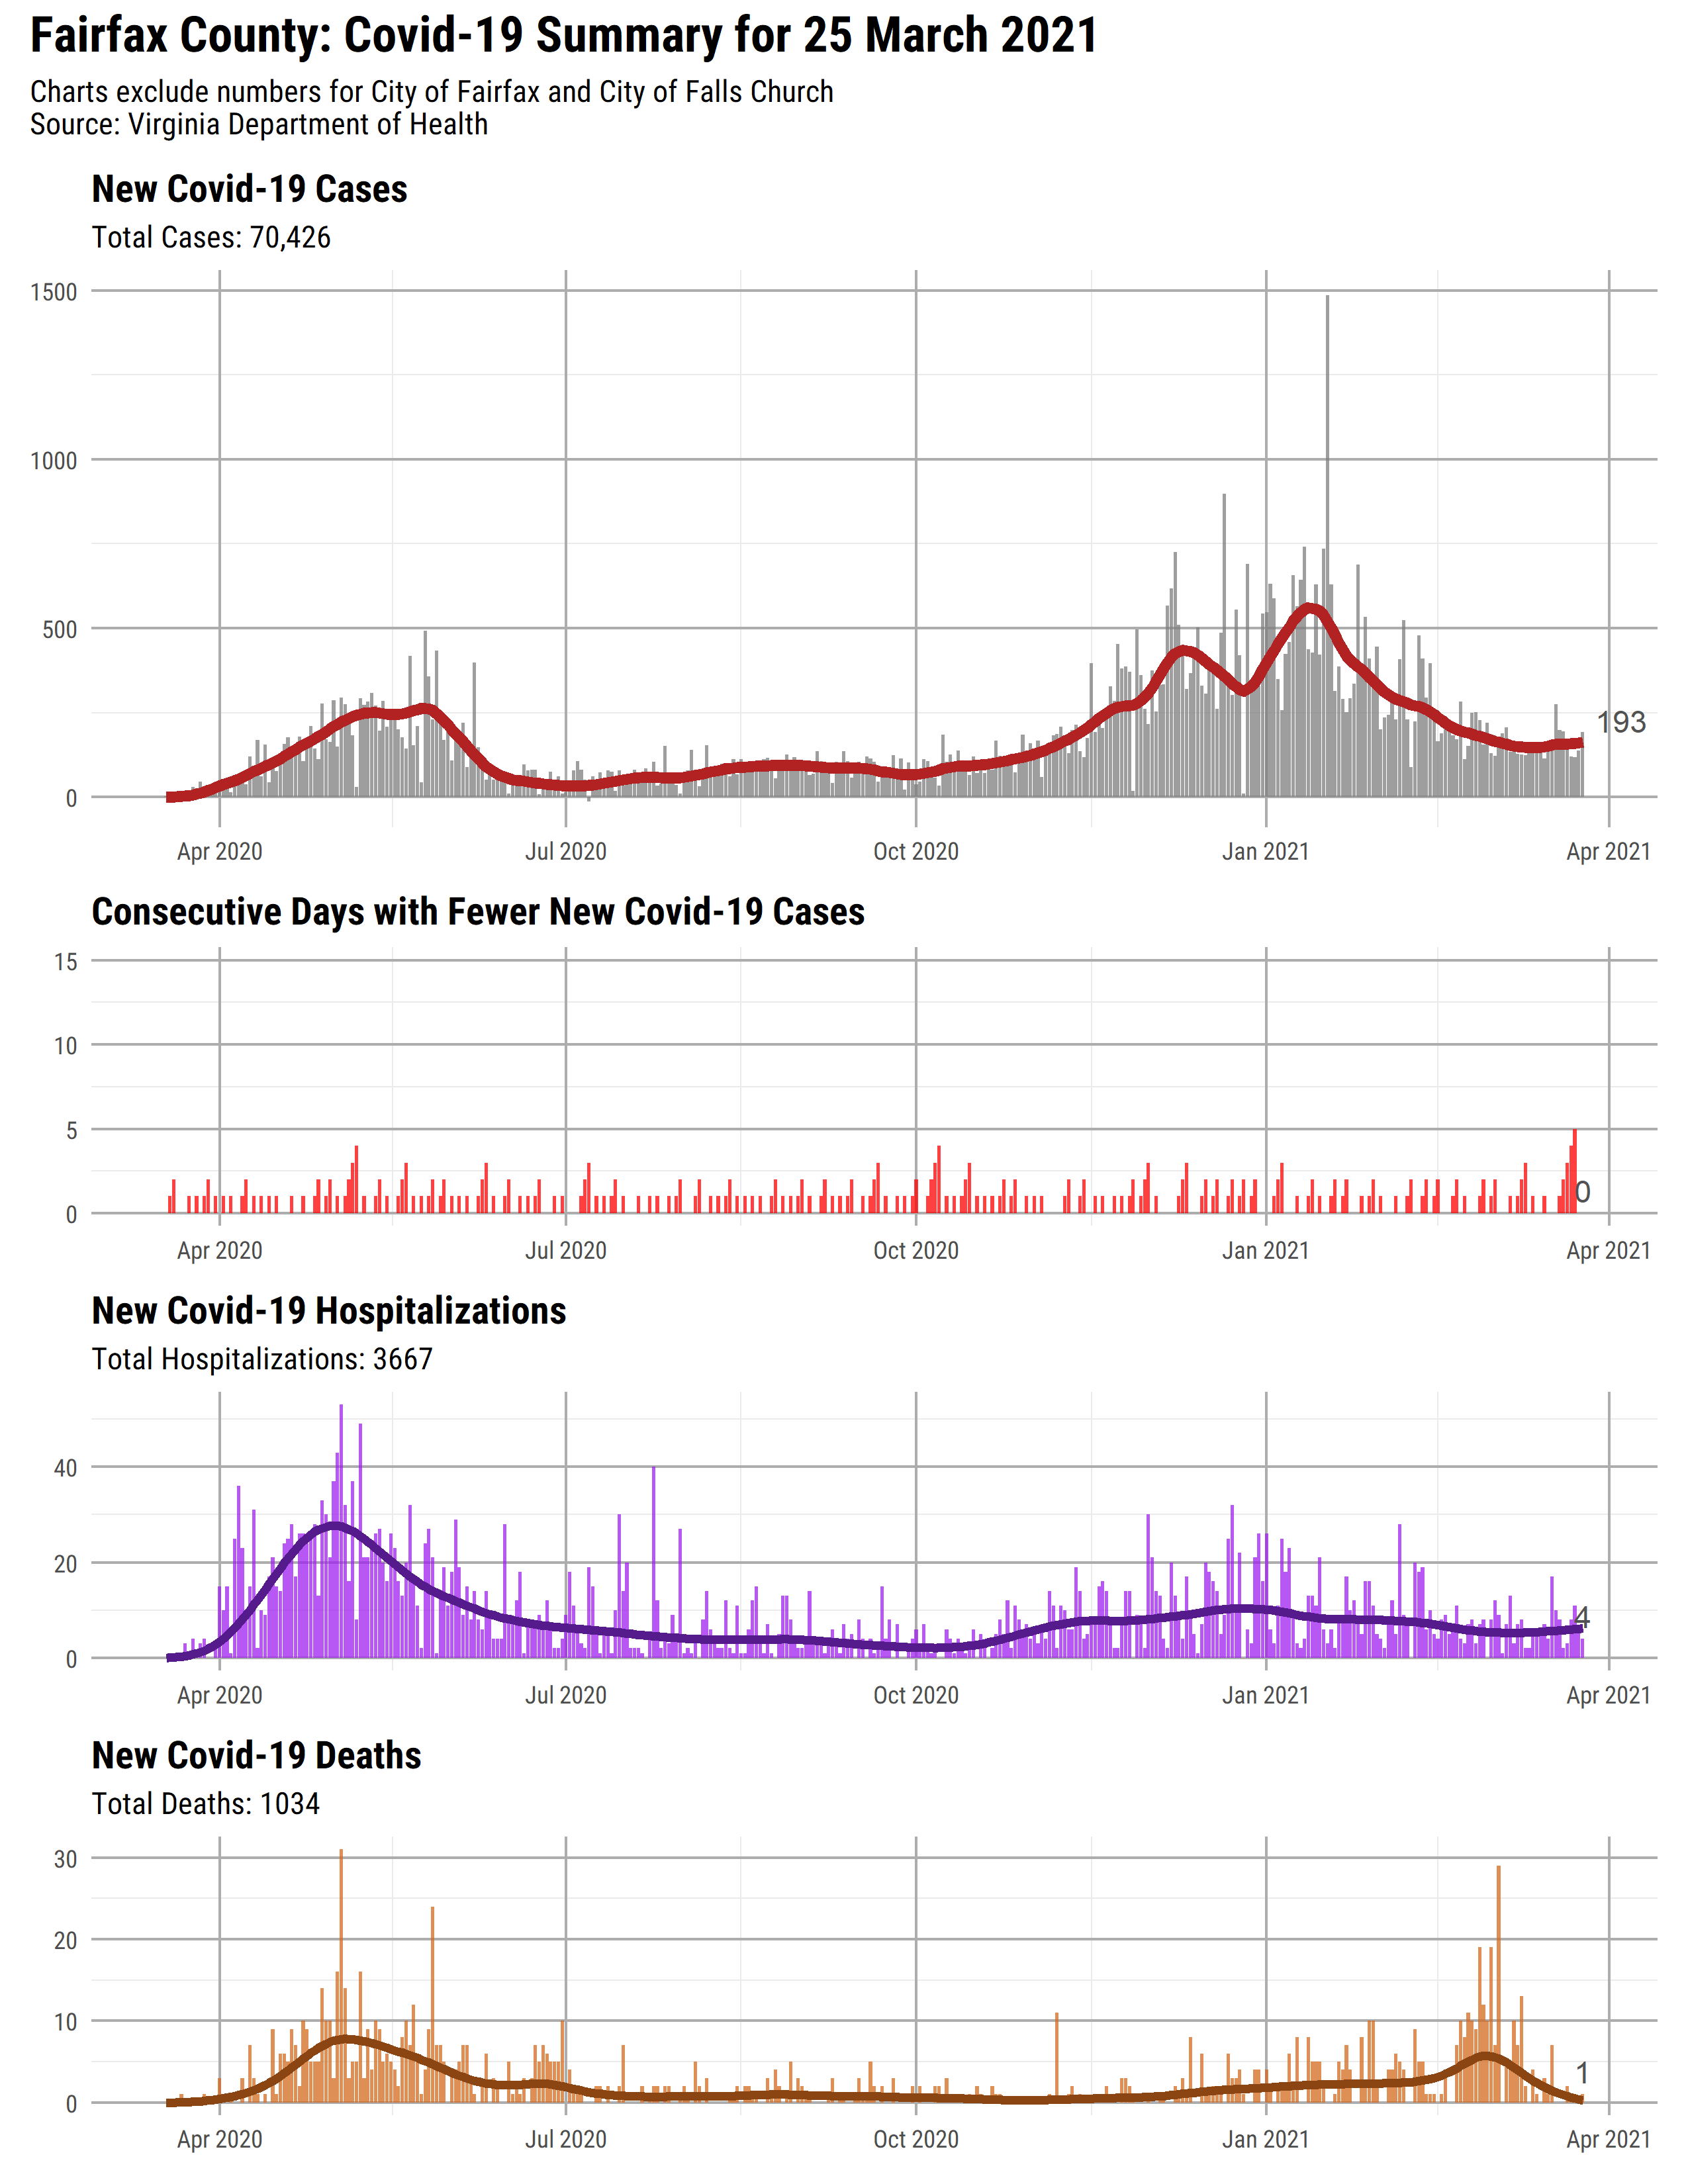 Fairfax County: Covid-19 Summary for 25 March 2021
Charts exclude numbers for City of Fairfax and City of Falls Church
Source: Virginia Department of Health
New Covid-19 Cases
Total Cases: 70,426
1500
1000
500
0
193
Apr 2020 Jul 2020 Oct 2020 Jan 2021 Apr 2021
Consecutive Days with Fewer New Covid-19 Cases
15
10
5
0
0
Apr 2020 Jul 2020 Oct 2020 Jan 2021 Apr 2021
New Covid-19 Hospitalizations
Total Hospitalizations: 3667
40
20
0
4
Apr 2020 Jul 2020 Oct 2020 Jan 2021 Apr 2021
New Covid-19 Deaths
Total Deaths: 1034
30
20
10
0
1
Apr 2020 Jul 2020 Oct 2020 Jan 2021 Apr 2021